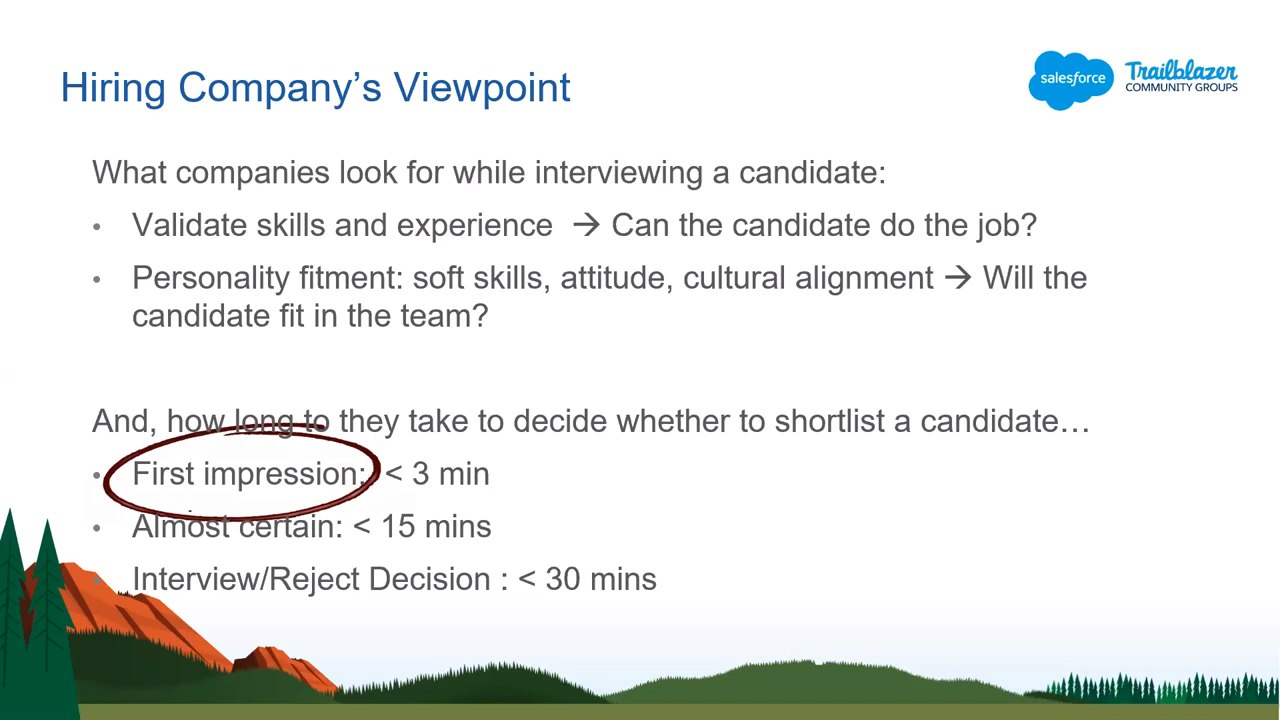 Hiring Company's Viewpoint
salesforce
Trailblazer
COMMUNITY GROUPS
What companies look for while interviewing a candidate:
• Validate skills and experience → Can the candidate do the job?
• Personality fitment: soft skills, attitude, cultural alignment → Will the
candidate fit in the team?
And, how long to they take to decide whether to shortlist a candidate…
• First impression: < 3 min
• Almost certain: < 15 mins
• Interview/Reject Decision : < 30 mins